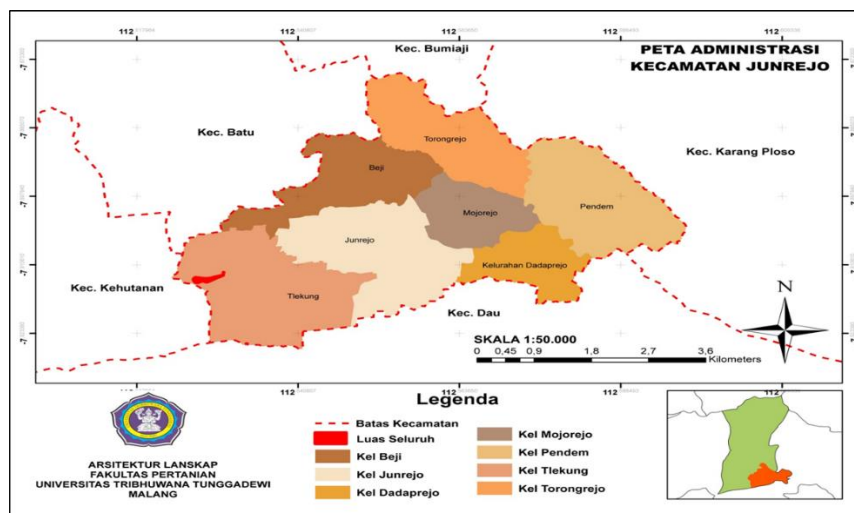 112
112
112
PETA ADMINISTRASI
KECAMATAN JUNREJO
Kec. Bumiaji
Kec. Batu
Torongrejo
Kec. Karang Ploso
Beji
Pendem
Mojorejo
Junrejo
Kelurahan Dadaprejo
Kec. Kehutanan
Tlekung
Kec. Dau
N
SKALA 1:50.000
0 0,45 0,9 1,8 2,7 3,6
Kilometers
112
112
Legenda
Batas Kecamatan
Luas Seluruh
Kel Beji
Kel Junrejo
Kel Dadaprejo
Kel Mojorejo
Kel Pendem
Kel Tlekung
Kel Torongrejo
ARSITEKTUR LANSKAP
FAKULTAS PERTANIAN
UNIVERSITAS TRIBHUWANA TUNGGADEWI
MALANG